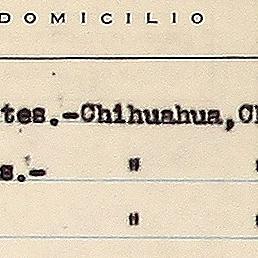 DOMICILIO
tes.-Chihuahua, Ch
s.- " "
" "